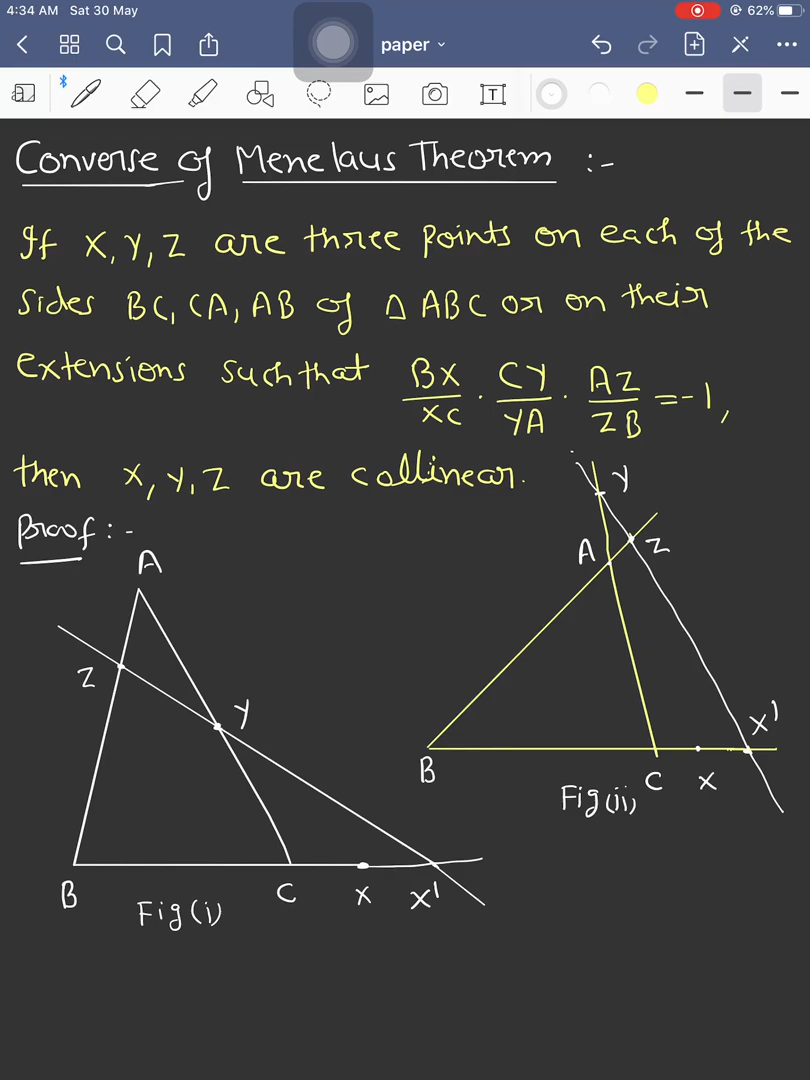 4:34 AM Sat 30 May
62%
paper
Converse of Menelaus Theorem :-
If X, Y, Z are three points on each of the
sides BC, CA, AB of △ ABC or on their
extensions such that BX/XC · CY/YA · AZ/ZB = -1,
then X, Y, Z are collinear.
Proof :-
Y
A
Z
X'
B
C
X
Fig(ii)
A
Z
Y
B
C
X
X'
Fig(i)